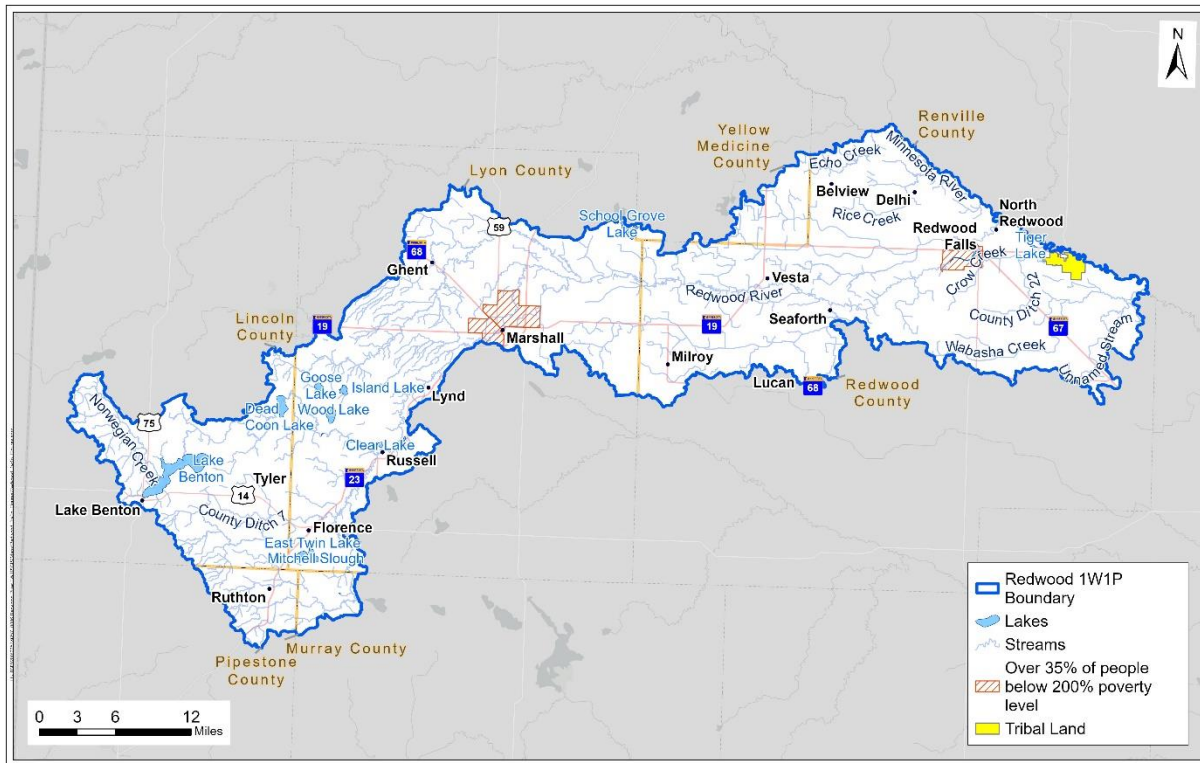 N
Renville
County
Yellow
Medicine
County
Echo Creek
Minnesota River
Lyon County
Belview
Delhi
North
Redwood
School Grove
Lake
Rice Creek
59
Redwood
Falls
Tiger
Lake
68
Ghent
Crow Creek
Vesta
Redwood River
County Ditch 22
Lincoln
County
19
Seaforth
19
67
Marshall
Wabasha Creek
Unnamed Stream
Milroy
Goose
Lake
Island Lake
Lynd
Lucan
68
Redwood
County
Norwegian Creek
75
Dead
Coon Lake
Wood Lake
Clear Lake
Russell
Lake
Benton
Tyler
23
14
Lake Benton
County Ditch 7
Florence
East Twin Lake
Mitchell Slough
Ruthton
Murray County
Pipestone
County
Redwood 1W1P
Boundary
Lakes
Streams
Over 35% of people
below 200% poverty
level
Tribal Land
0 3 6 12
Miles